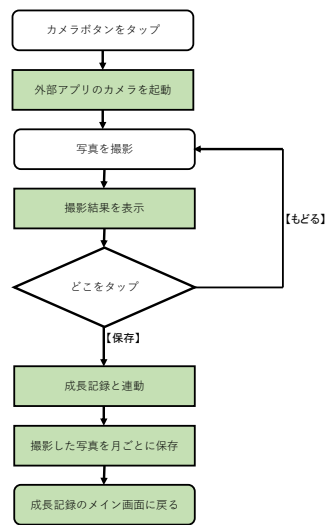 カメラボタンをタップ
外部アプリのカメラを起動
写真を撮影
撮影結果を表示
【もどる】
どこをタップ
【保存】
成長記録と連動
撮影した写真を月ごとに保存
成長記録のメイン画面に戻る